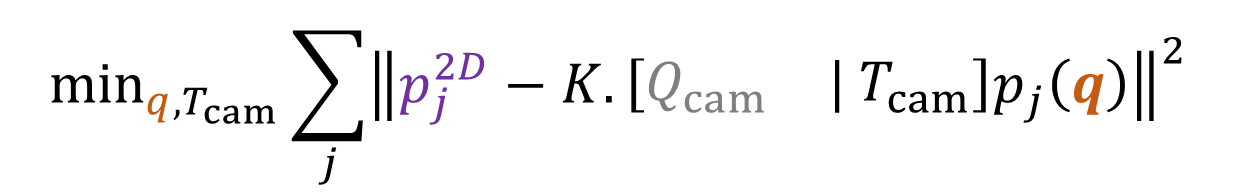 min_{q,T_cam} ∑_j ‖p_j^{2D} − K. [Q_cam | T_cam]p_j(q)‖^2